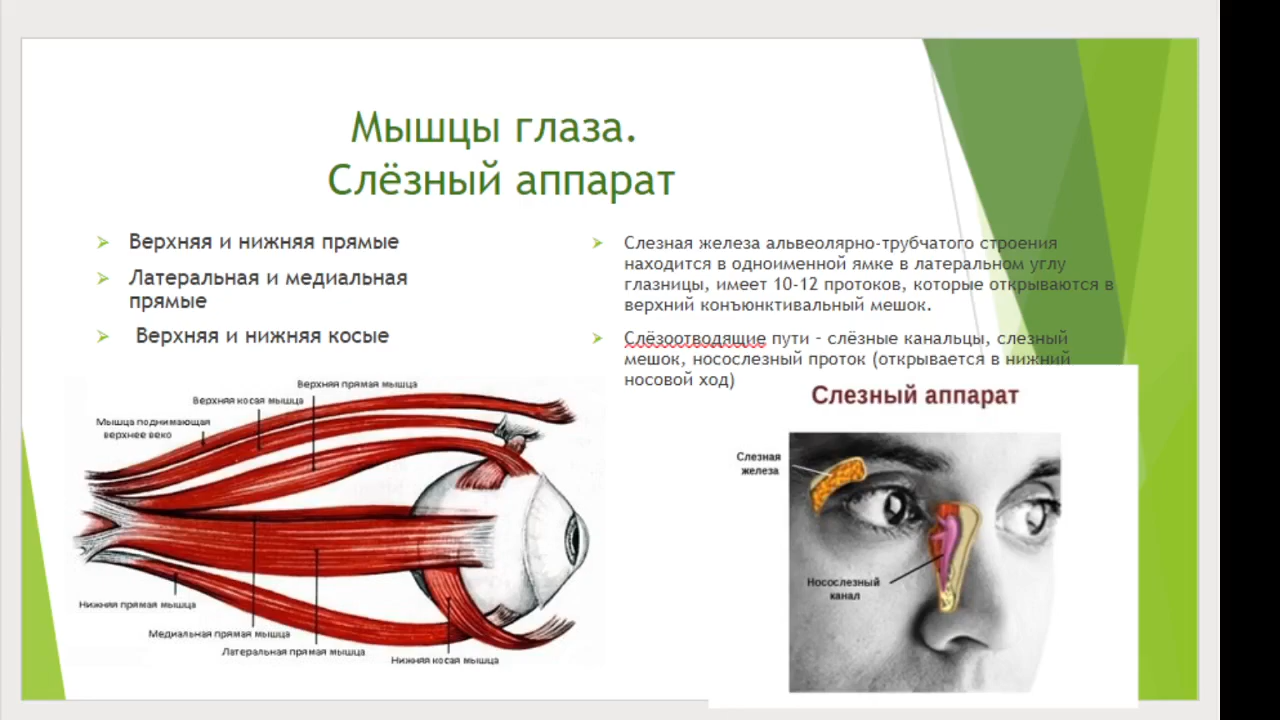 Мышцы глаза.
Слёзный аппарат
Верхняя и нижняя прямые
Латеральная и медиальная
прямые
Верхняя и нижняя косые
Слезная железа альвеолярно-трубчатого строения
находится в одноименной ямке в латеральном углу
глазницы, имеет 10-12 протоков, которые открываются в
верхний конъюнктивальный мешок.
Слёзоотводящие пути - слёзные канальцы, слезный
мешок, носослезный проток (открывается в нижний
носовой ход)
Верхняя прямая мышца
Верхняя косая мышца
Мышца поднимающая
верхнее веко
Нижняя прямая мышца
Медиальная прямая мышца
Латеральная прямая мышца
Нижняя косая мышца
Слезный аппарат
Слезная
железа
Носослезный
канал